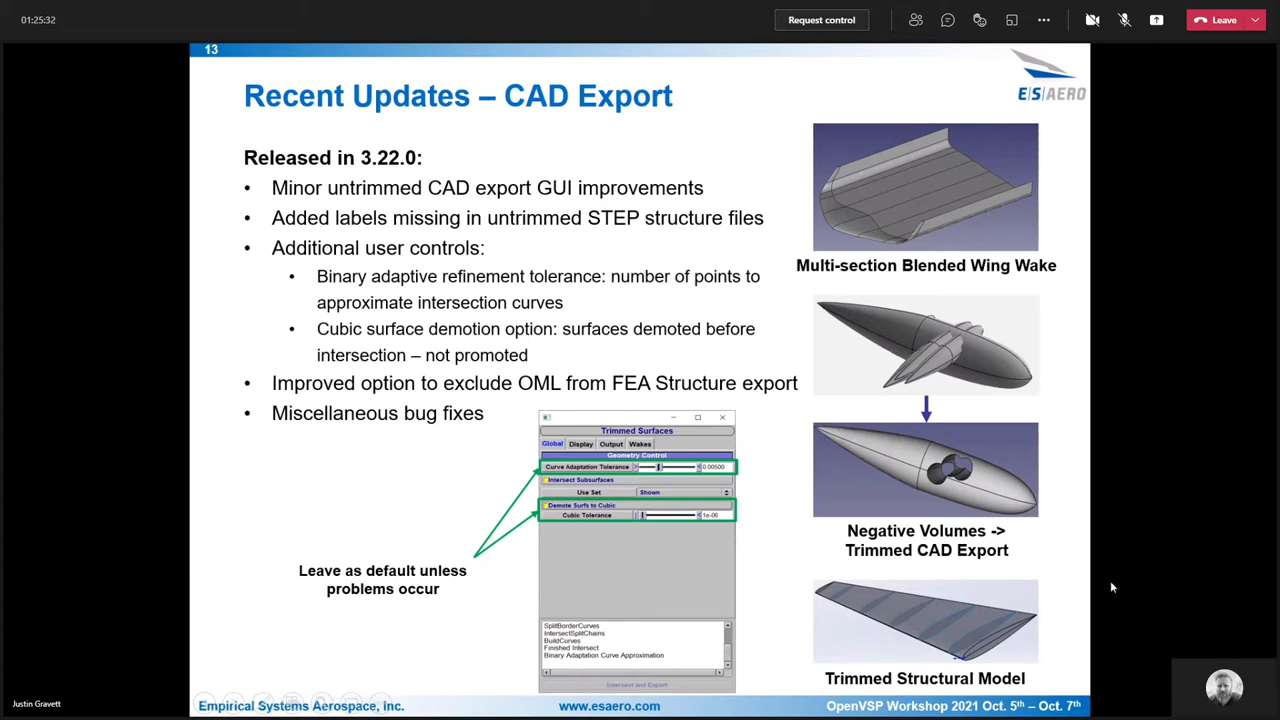 01:25:32
Request control
Leave
13
Recent Updates – CAD Export
E|S|AERO
Released in 3.22.0:
• Minor untrimmed CAD export GUI improvements
• Added labels missing in untrimmed STEP structure files
• Additional user controls:
• Binary adaptive refinement tolerance: number of points to
approximate intersection curves
• Cubic surface demotion option: surfaces demoted before
intersection – not promoted
• Improved option to exclude OML from FEA Structure export
• Miscellaneous bug fixes
Multi-section Blended Wing Wake
Negative Volumes ->
Trimmed CAD Export
Trimmed Structural Model
Trimmed Surfaces
Global Display Output Wakes
Geometry Control
Curve Adaptation Tolerance 0.00500
Intersect Subsurfaces
Use Set Shown
Demote Surfs to Cubic
Cubic Tolerance 1e-06
Leave as default unless
problems occur
SplitBorderCurves
IntersectSplitChains
BuildCurves
Finished Intersect
Binary Adaptation Curve Approximation
Intersect and Export
Justin Gravett
Empirical Systems Aerospace, Inc.
www.esaero.com
OpenVSP Workshop 2021 Oct. 5th – Oct. 7th